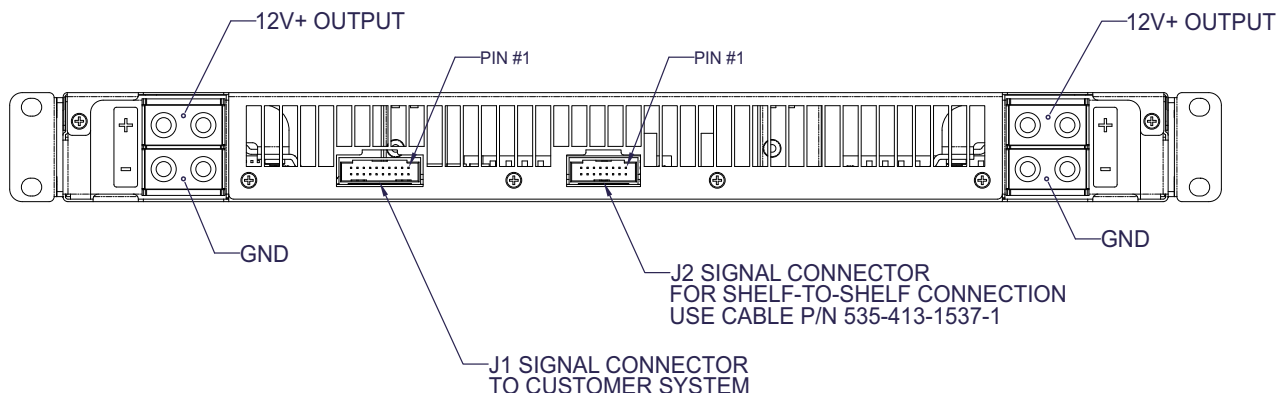 12V+ OUTPUT
12V+ OUTPUT
PIN #1
PIN #1
+
-
+
-
GND
GND
J2 SIGNAL CONNECTOR
FOR SHELF-TO-SHELF CONNECTION
USE CABLE P/N 535-413-1537-1
J1 SIGNAL CONNECTOR
TO CUSTOMER SYSTEM